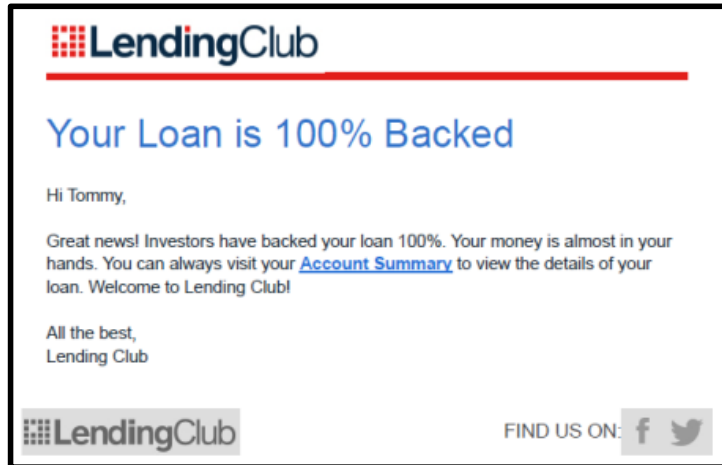 LendingClub
Your Loan is 100% Backed
Hi Tommy,
Great news! Investors have backed your loan 100%. Your money is almost in your
hands. You can always visit your Account Summary to view the details of your
loan. Welcome to Lending Club!
All the best,
Lending Club
LendingClub FIND US ON: f